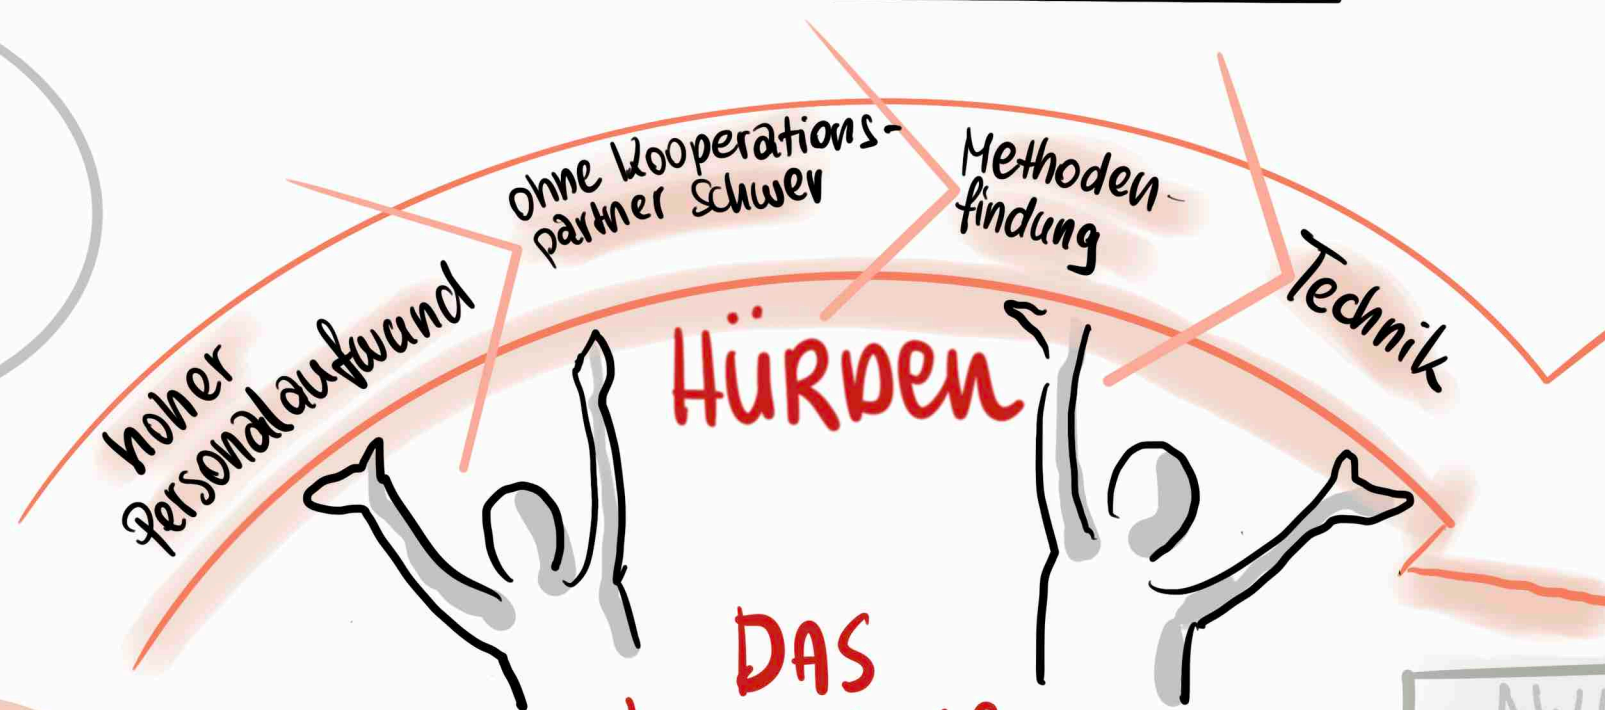 hoher
Personalaufwand
ohne Kooperations-
partner schwer
Methoden-
findung
Technik
HÜRDEN
DAS